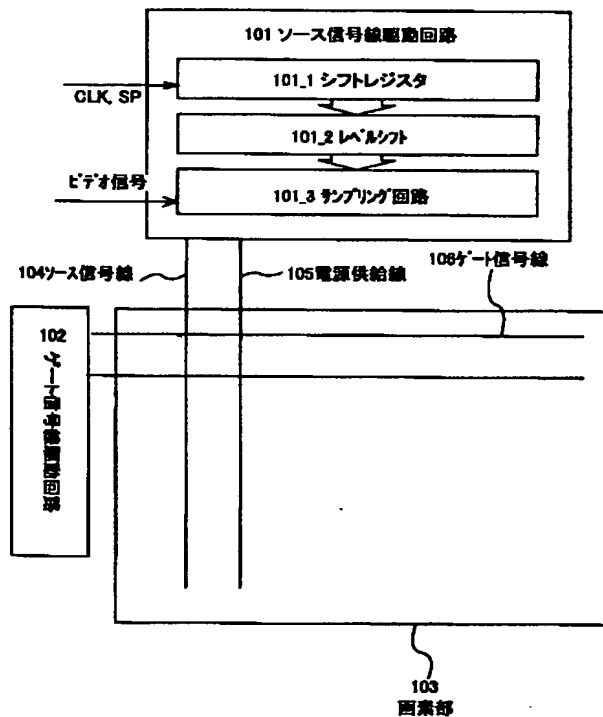 101 ソース信号線駆動回路
101_1 シフトレジスタ
CLK, SP
101_2 ﾚﾍﾞﾙｼﾌﾄ
ﾋﾞﾃﾞｵ信号
101_3 サンプリング回路
104ｿｰｽ信号線
105電源供給線
106ｹﾞｰﾄ信号線
102
ゲート信号線駆動回路
103
画素部